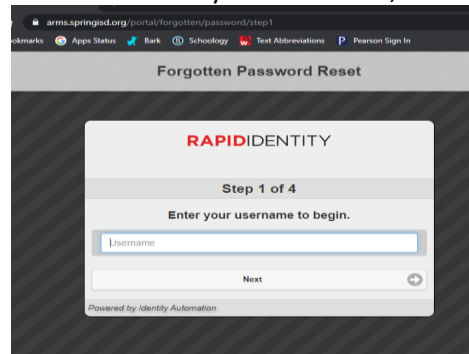 arms.springisd.org/portal/forgotten/password/step1
okmarks Apps Status Bark Schoology Text Abbreviations Pearson Sign In
Forgotten Password Reset
RAPIDIDENTITY
Step 1 of 4
Enter your username to begin.
Username
Next
Powered by Identity Automation